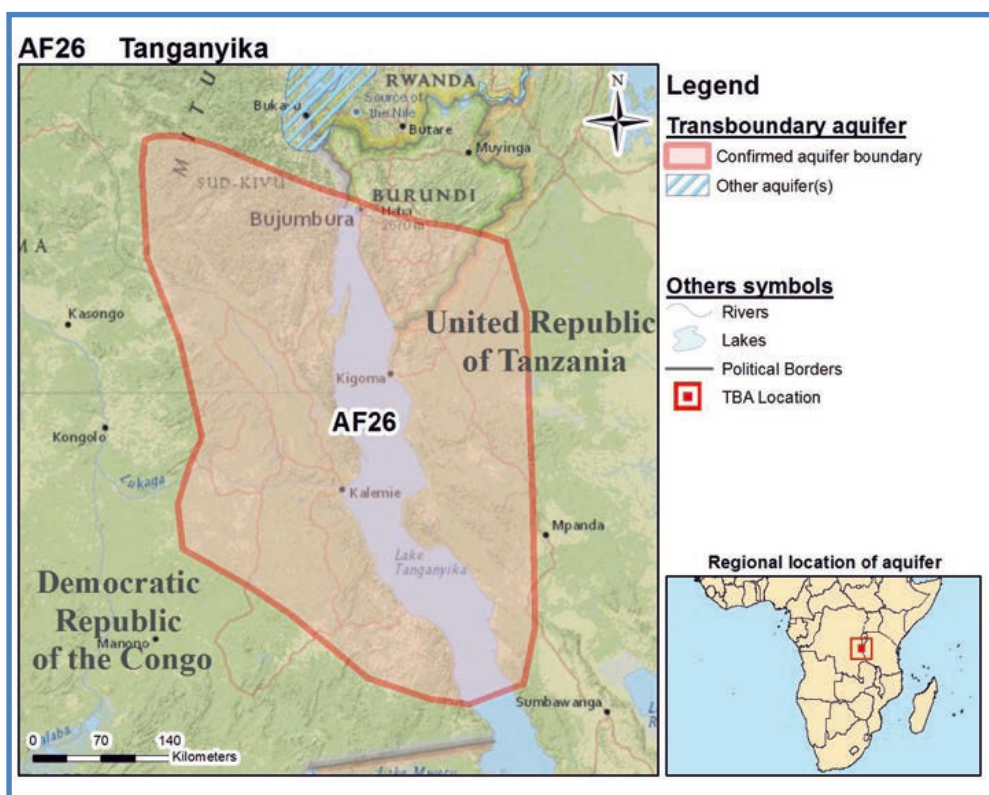 AF26 Tanganyika
RWANDA
Source of
the Nile
Butare
Muyinga
SUD-KIVU
BURUNDI
Bujumbura
Kasongo
United Republic
of Tanzania
Kigoma
AF26
Kongolo
Kalemie
Mpanda
Lake
Tanganyika
Democratic
Republic
of the Congo
Manono
Sumbawanga
0 70 140
Kilometers
N
Legend
Transboundary aquifer
Confirmed aquifer boundary
Other aquifer(s)
Others symbols
Rivers
Lakes
Political Borders
TBA Location
Regional location of aquifer